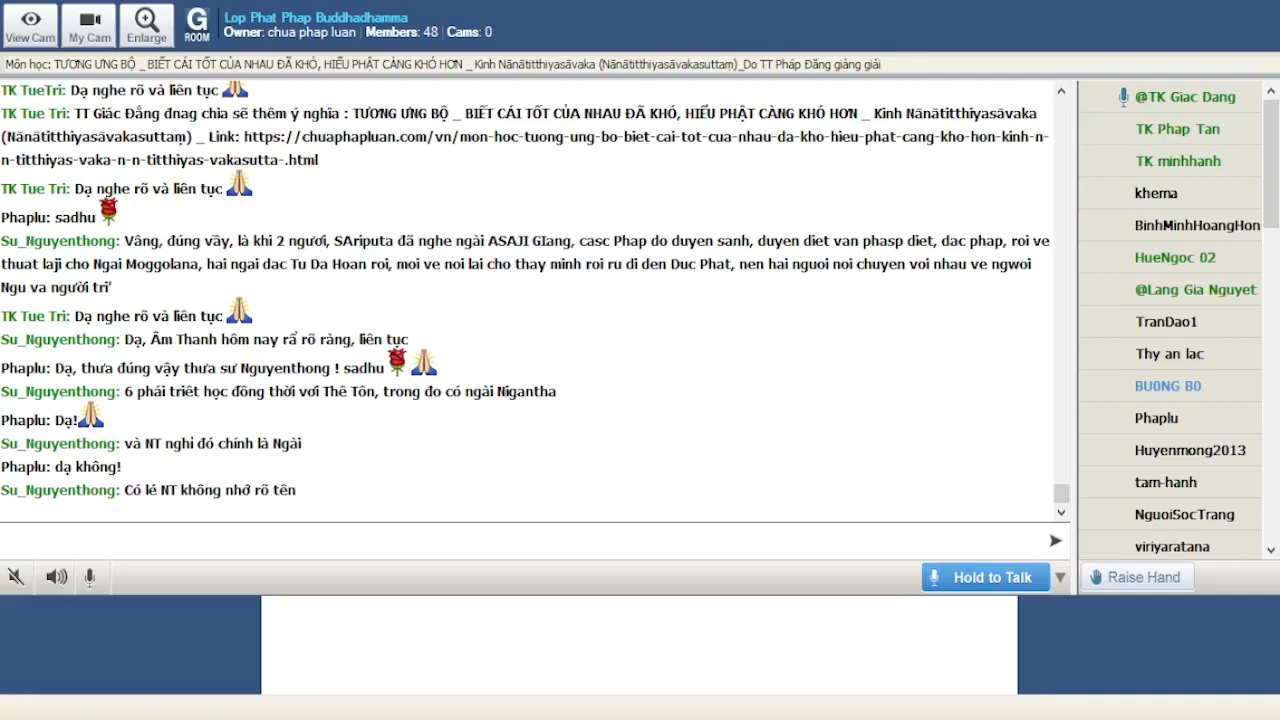 View Cam
My Cam
Enlarge
G
ROOM
Lop Phat Phap Buddhadhamma
Owner: chua phap luan | Members: 48 | Cams: 0
Môn học: TƯƠNG ƯNG BỘ _ BIẾT CÁI TỐT CỦA NHAU ĐÃ KHÓ, HIỂU PHẬT CÀNG KHÓ HƠN _ Kinh Nānātitthiyasāvaka (Nānātitthiyasāvakasuttaṃ)_Do TT Pháp Đăng giảng giải
TK TueTri: Dạ nghe rõ và liên tục
TK Tue Tri: TT Giác Đẳng đnag chia sẽ thêm ý nghĩa : TƯƠNG ƯNG BỘ _ BIẾT CÁI TỐT CỦA NHAU ĐÃ KHÓ, HIỂU PHẬT CÀNG KHÓ HƠN _ Kinh Nānātitthiyasāvaka
(Nānātitthiyasāvakasuttaṃ) _ Link: https://chuaphapluan.com/vn/mon-hoc-tuong-ung-bo-biet-cai-tot-cua-nhau-da-kho-hieu-phat-cang-kho-hon-kinh-n-
n-titthiyas-vaka-n-n-titthiyas-vakasutta-.html
TK Tue Tri: Dạ nghe rõ và liên tục
Phaplu: sadhu
Su_Nguyenthong: Vâng, đúng vầy, là khi 2 ngươi, SAriputa đã nghe ngài ASAJI GIang, casc Phap do duyen sanh, duyen diet van phasp diet, dac phap, roi ve
thuat laji cho Ngai Moggolana, hai ngai dac Tu Da Hoan roi, moi ve noi lai cho thay minh roi ru di den Duc Phat, nen hai nguoi noi chuyen voi nhau ve ngwoi
Ngu va người trì'
TK Tue Tri: Dạ nghe rõ và liên tục
Su_Nguyenthong: Dạ, Âm Thanh hôm nay rẩ rõ ràng, liên tục
Phaplu: Dạ, thưa đúng vậy thưa sư Nguyenthong ! sadhu
Su_Nguyenthong: 6 phái triêt học đồng thời vơi Thê Tôn, trong đo có ngài Nigantha
Phaplu: Dạ!
Su_Nguyenthong: và NT nghi đó chính là Ngài
Phaplu: dạ không!
Su_Nguyenthong: Có lé NT không nhớ rõ tên
@TK Giac Dang
TK Phap Tan
TK minhhanh
khema
BinhMinhHoangHon
HueNgoc 02
@Lang Gia Nguyet
TranDao1
Thy an lac
BU0NG B0
Phaplu
Huyenmong2013
tam-hanh
NguoiSocTrang
viriyaratana
Hold to Talk
Raise Hand